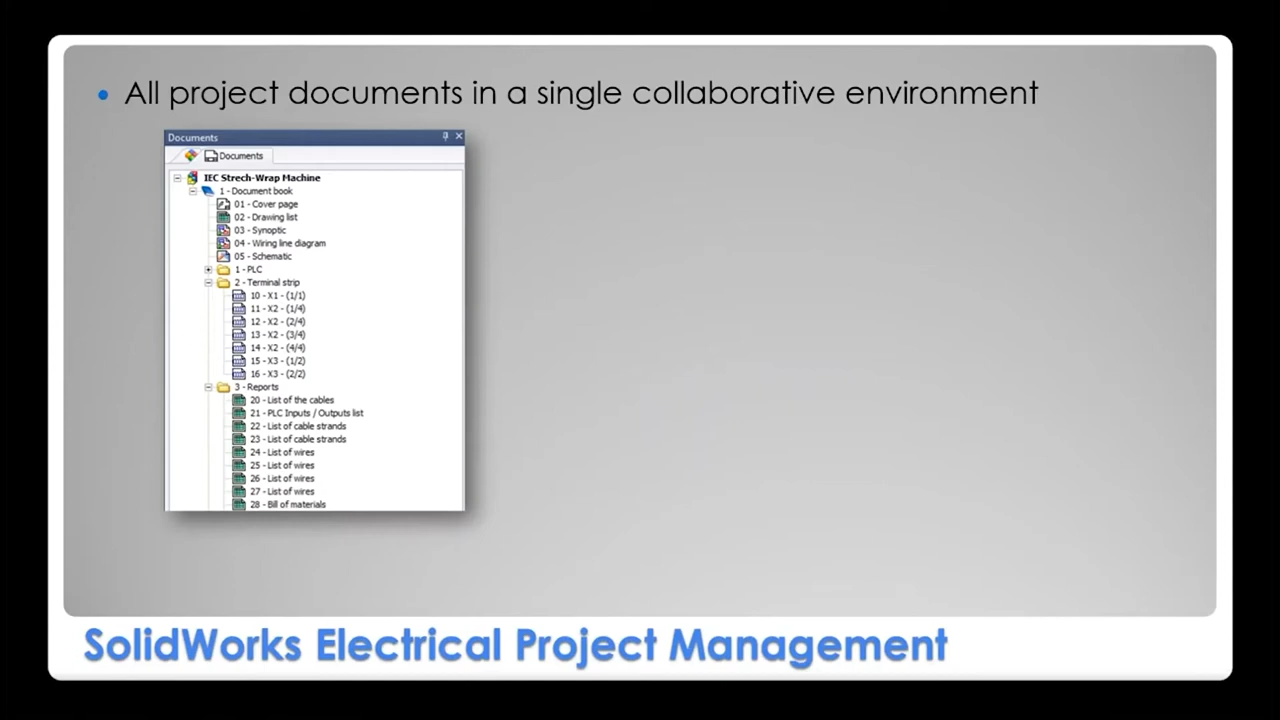 All project documents in a single collaborative environment
Documents
Documents
IEC Strech-Wrap Machine
1 - Document book
01 - Cover page
02 - Drawing list
03 - Synoptic
04 - Wiring line diagram
05 - Schematic
1 - PLC
2 - Terminal strip
10 - X1 - (1/1)
11 - X2 - (1/4)
12 - X2 - (2/4)
13 - X2 - (3/4)
14 - X2 - (4/4)
15 - X3 - (1/2)
16 - X3 - (2/2)
3 - Reports
20 - List of the cables
21 - PLC Inputs / Outputs list
22 - List of cable strands
23 - List of cable strands
24 - List of wires
25 - List of wires
26 - List of wires
27 - List of wires
28 - Bill of materials
SolidWorks Electrical Project Management